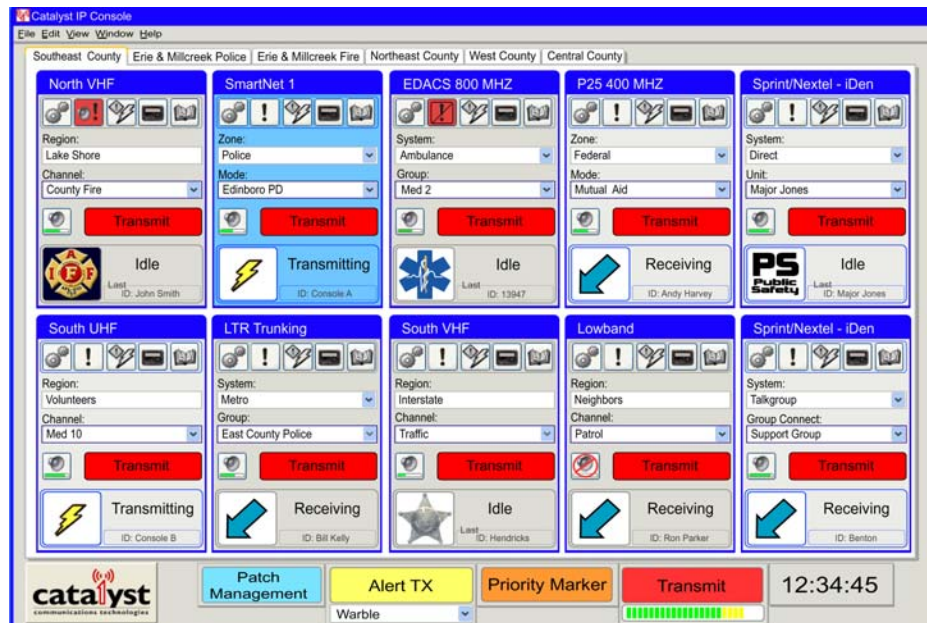 Catalyst IP Console
File Edit View Window Help
Southeast County Erie & Millcreek Police Erie & Millcreek Fire Northeast County West County Central County
North VHF SmartNet 1 EDACS 800 MHZ P25 400 MHZ Sprint/Nextel - iDen
Region: Zone: System: Zone: System:
Lake Shore Police Ambulance Federal Direct
Channel: Mode: Group: Mode: Unit:
County Fire Edinboro PD Med 2 Mutual Aid Major Jones
Transmit Transmit Transmit Transmit Transmit
Idle Transmitting Idle Receiving Idle
IAFF
PS
Public
Safety
Last ID: John Smith ID: Console A Last ID: 13947 ID: Andy Harvey Last ID: Major Jones
South UHF LTR Trunking South VHF Lowband Sprint/Nextel - iDen
Region: System: Region: Region: System:
Volunteers Metro Interstate Neighbors Talkgroup
Channel: Group: Channel: Channel: Group Connect:
Med 10 East County Police Traffic Patrol Support Group
Transmit Transmit Transmit Transmit Transmit
Transmitting Receiving Idle Receiving Receiving
ID: Console B ID: Bill Kelly Last ID: Hendricks ID: Ron Parker ID: Benton
catalyst
communications technologies
Patch
Management
Alert TX Priority Marker Transmit 12:34:45
Warble